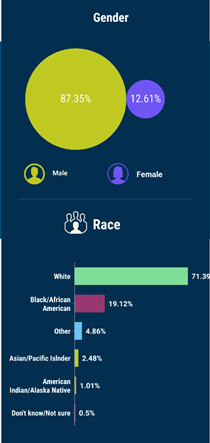 Gender
87.35%
12.61%
Male
Female
Race
White
71.39
Black/African
American
19.12%
Other
4.86%
Asian/Pacific Islnder
2.48%
American
Indian/Alaska Native
1.01%
Don't know/Not sure
0.5%